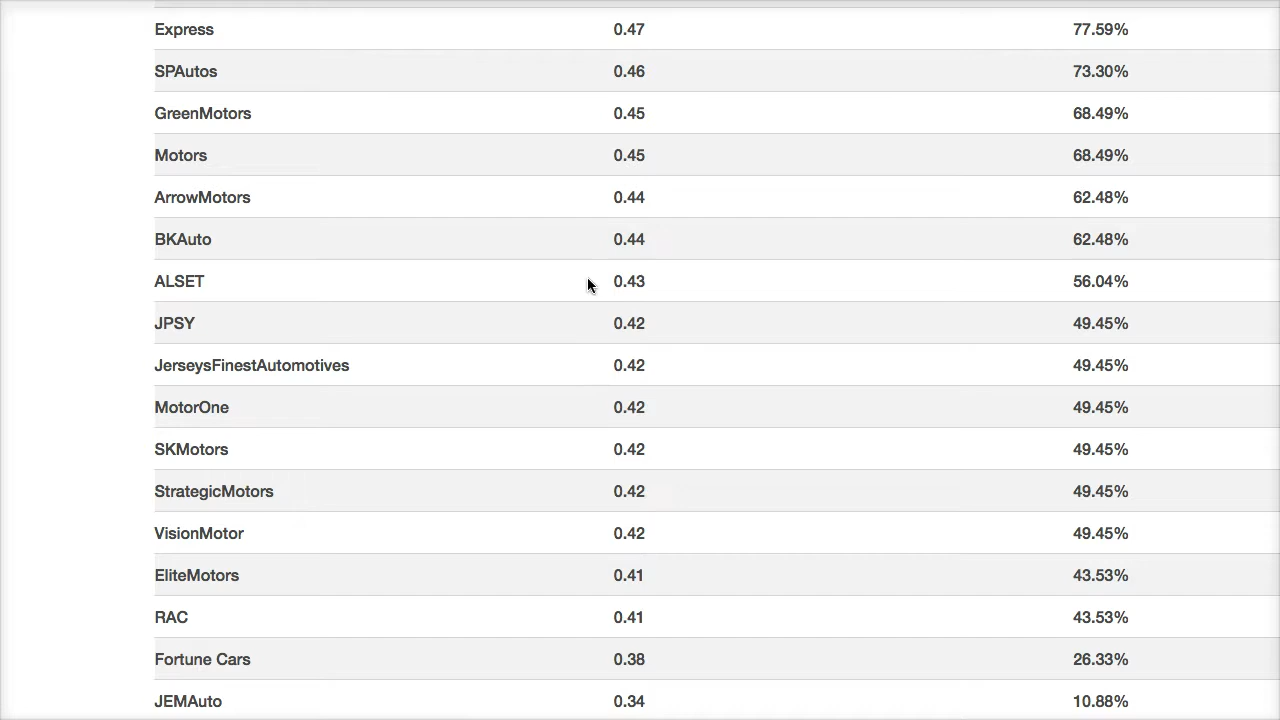 Express 0.47 77.59%
SPAutos 0.46 73.30%
GreenMotors 0.45 68.49%
Motors 0.45 68.49%
ArrowMotors 0.44 62.48%
BKAuto 0.44 62.48%
ALSET 0.43 56.04%
JPSY 0.42 49.45%
JerseysFinestAutomotives 0.42 49.45%
MotorOne 0.42 49.45%
SKMotors 0.42 49.45%
StrategicMotors 0.42 49.45%
VisionMotor 0.42 49.45%
EliteMotors 0.41 43.53%
RAC 0.41 43.53%
Fortune Cars 0.38 26.33%
JEMAuto 0.34 10.88%